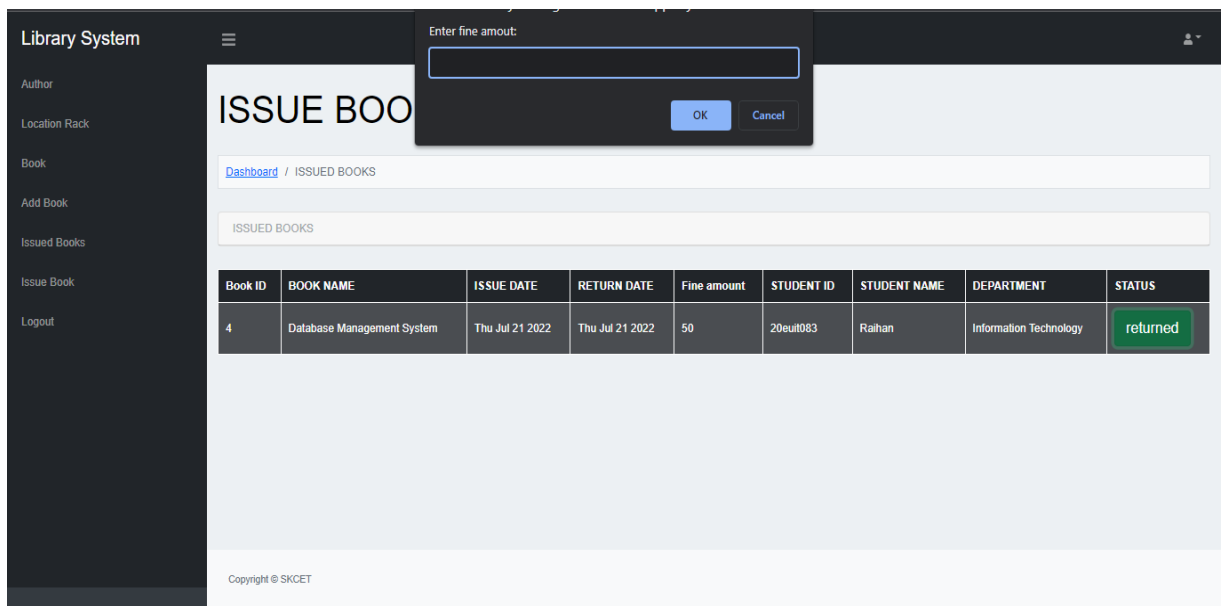 Library System
Author
Location Rack
Book
Add Book
Issued Books
Issue Book
Logout
Enter fine amout:
OK Cancel
ISSUE BOO
Dashboard / ISSUED BOOKS
ISSUED BOOKS
Book ID BOOK NAME ISSUE DATE RETURN DATE Fine amount STUDENT ID STUDENT NAME DEPARTMENT STATUS
4 Database Management System Thu Jul 21 2022 Thu Jul 21 2022 50 20euit083 Raihan Information Technology returned
Copyright © SKCET